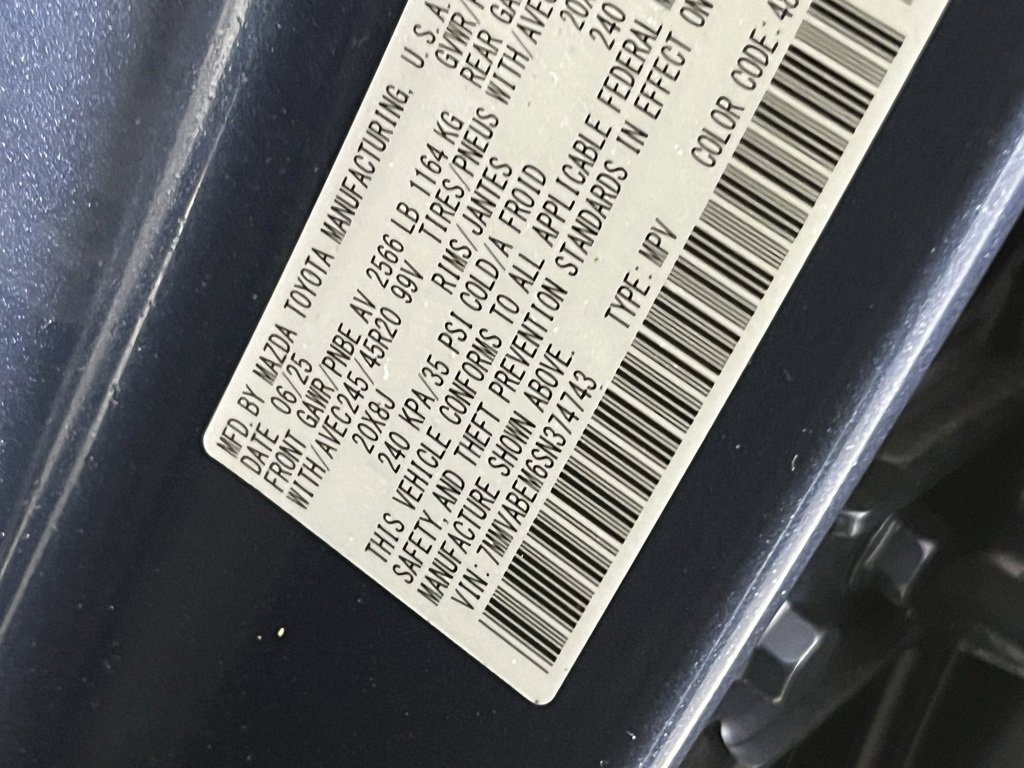 MFD BY MAZDA TOYOTA MANUFACTURING, U.S.A.
DATE 06/25 GVWR/
FRONT GAWR/PNBE AV 2566 LB 1164 KG REAR GA
WITH/AVEC245/45R20 99V TIRES/PNEUS WITH/AVE
20X8J RIMS/JANTES 20X
240 KPA/35 PSI COLD/A FROID 240
THIS VEHICLE CONFORMS TO ALL APPLICABLE FEDERAL M
SAFETY, AND THEFT PREVENTION STANDARDS IN EFFECT ON
MANUFACTURE SHOWN ABOVE.
VIN: 7MMVABEM6SN374743 TYPE: MPV COLOR CODE: